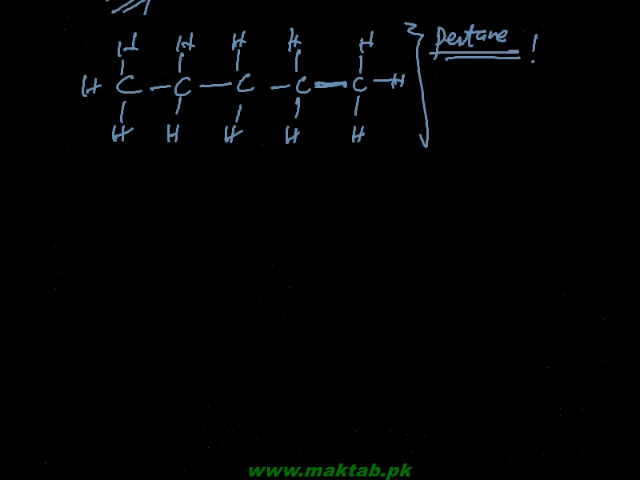 H H H H H pentane !
H C — C — C — C — C — H
H H H H H
www.maktab.pk